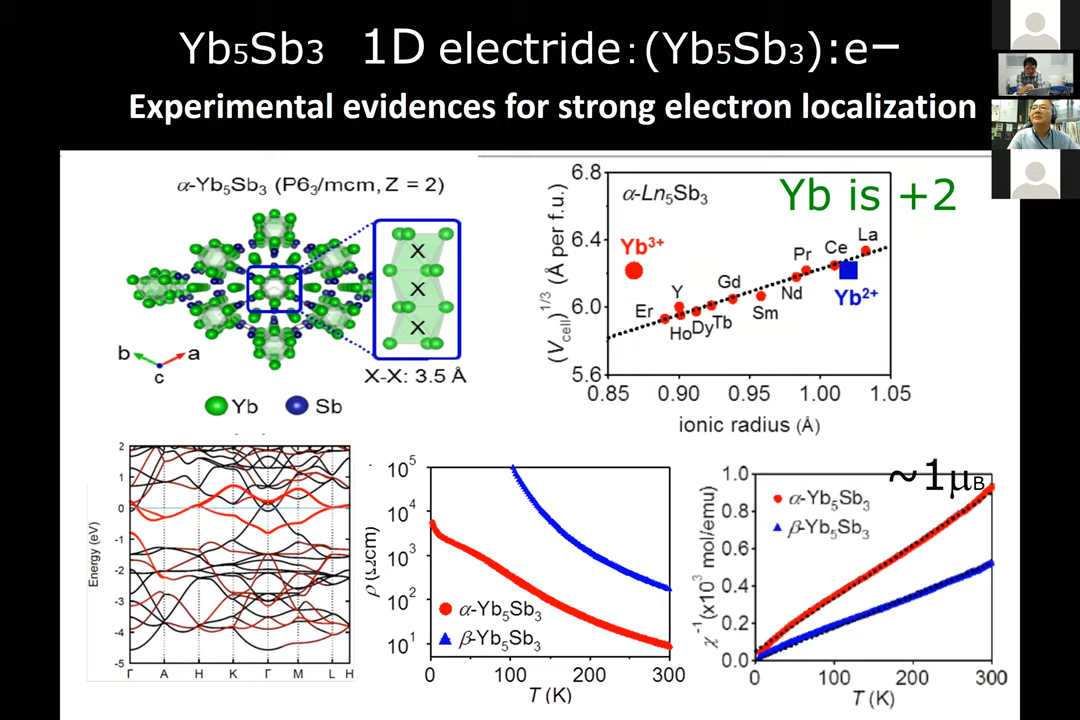 Yb₅Sb₃ 1D electride:(Yb₅Sb₃):e−
Experimental evidences for strong electron localization
α-Yb₅Sb₃ (P6₃/mcm, Z = 2)
X
X
X
b
a
c
X-X: 3.5 Å
Yb
Sb
α-Ln₅Sb₃
Yb is +2
6.8
6.4
6.0
5.6
(V_cell)^1/3 (Å per f.u.)
Yb³⁺
Yb²⁺
Er
Y
Ho
Dy
Tb
Gd
Sm
Nd
Pr
Ce
La
0.85
0.90
0.95
1.00
1.05
ionic radius (Å)
Energy (eV)
2
1
0
-1
-2
-3
-4
-5
Γ A H K Γ M L H
ρ (Ωcm)
10⁵
10⁴
10³
10²
10¹
α-Yb₅Sb₃
β-Yb₅Sb₃
0 100 200 300
T (K)
~1μ_B
χ⁻¹(x10³ mol/emu)
1.0
0.8
0.6
0.4
0.2
0.0
α-Yb₅Sb₃
β-Yb₅Sb₃
0 100 200 300
T (K)